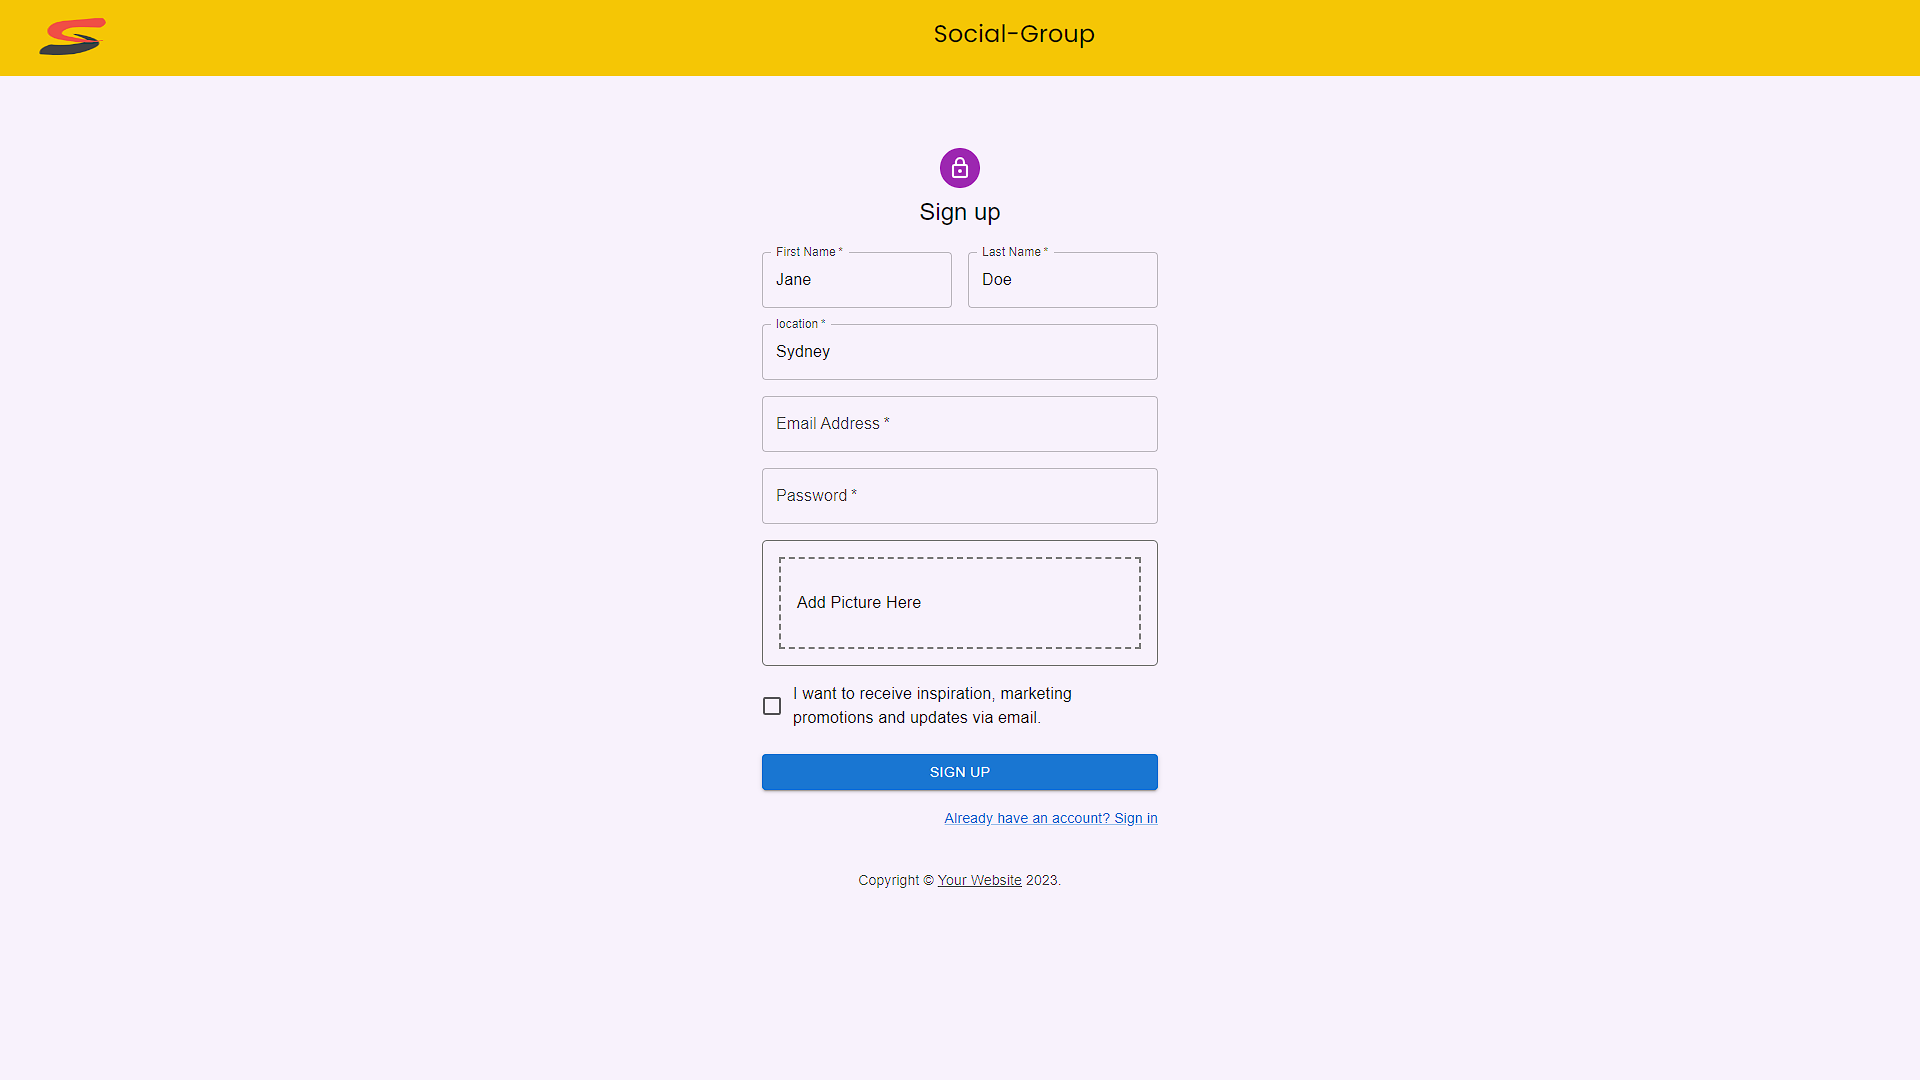 Social-Group
Sign up
First Name *
Jane
Last Name *
Doe
location *
Sydney
Email Address *
Password *
Add Picture Here
I want to receive inspiration, marketing
promotions and updates via email.
SIGN UP
Already have an account? Sign in
Copyright © Your Website 2023.